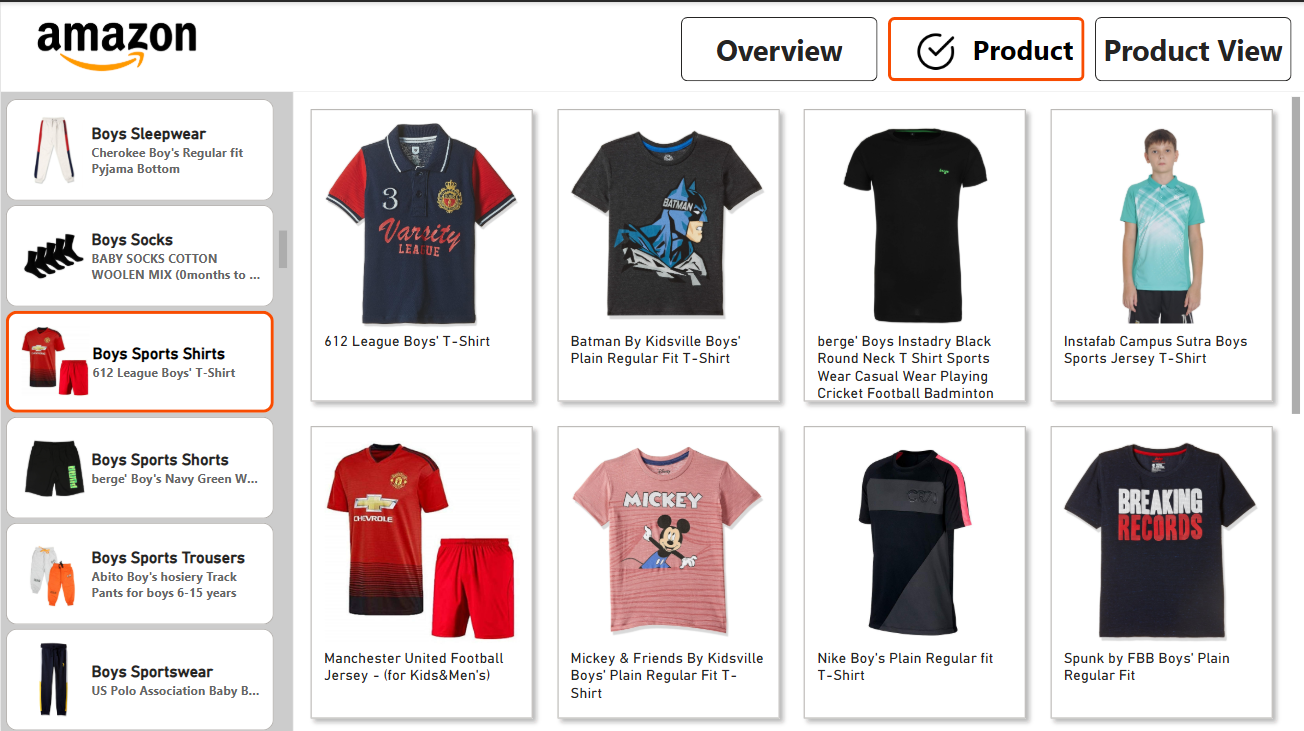 amazon
Overview
Product
Product View
Boys Sleepwear
Cherokee Boy's Regular fit
Pyjama Bottom
Boys Socks
BABY SOCKS COTTON
WOOLEN MIX (0months to ...
Boys Sports Shirts
612 League Boys' T-Shirt
Boys Sports Shorts
berge' Boy's Navy Green W...
Boys Sports Trousers
Abito Boy's hosiery Track
Pants for boys 6-15 years
Boys Sportswear
US Polo Association Baby B...
PUMA
3
Varsity
LEAGUE
612 League Boys' T-Shirt
BATMAN
Batman By Kidsville Boys'
Plain Regular Fit T-Shirt
berge'
berge' Boys Instadry Black
Round Neck T Shirt Sports
Wear Casual Wear Playing
Cricket Football Badminton
Instafab Campus Sutra Boys
Sports Jersey T-Shirt
CHEVROLET
Manchester United Football
Jersey - (for Kids&Men's)
MICKEY
Mickey & Friends By Kidsville
Boys' Plain Regular Fit T-
Shirt
Nike Boy's Plain Regular fit
T-Shirt
BREAKING
RECORDS
Spunk by FBB Boys' Plain
Regular Fit